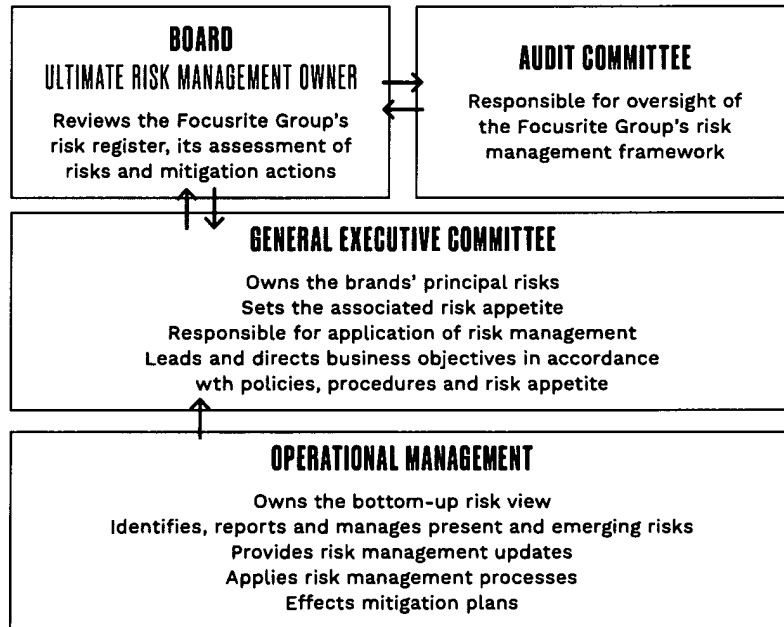 BOARD
ULTIMATE RISK MANAGEMENT OWNER
Reviews the Focusrite Group's
risk register, its assessment of
risks and mitigation actions
AUDIT COMMITTEE
Responsible for oversight of
the Focusrite Group's risk
management framework
GENERAL EXECUTIVE COMMITTEE
Owns the brands' principal risks
Sets the associated risk appetite
Responsible for application of risk management
Leads and directs business objectives in accordance
wth policies, procedures and risk appetite
OPERATIONAL MANAGEMENT
Owns the bottom-up risk view
Identifies, reports and manages present and emerging risks
Provides risk management updates
Applies risk management processes
Effects mitigation plans